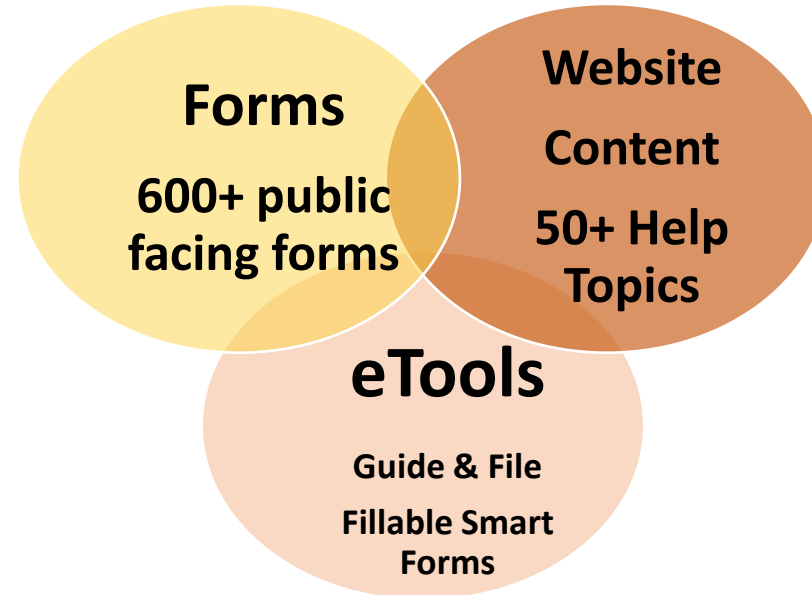 Forms
600+ public
facing forms
Website
Content
50+ Help
Topics
eTools
Guide & File
Fillable Smart
Forms